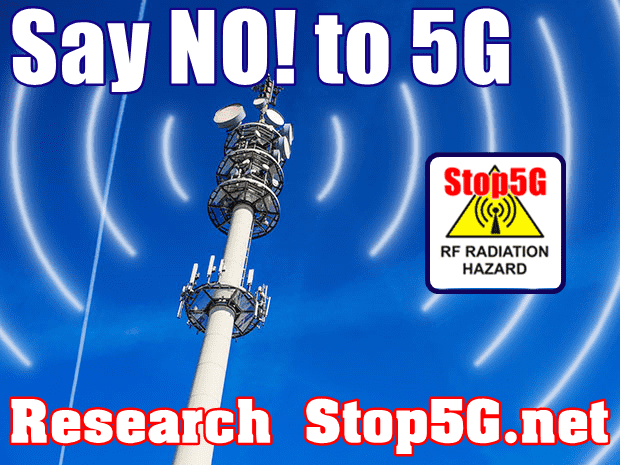 Say NO! to 5G
Stop5G
RF RADIATION
HAZARD
Research Stop5G.net